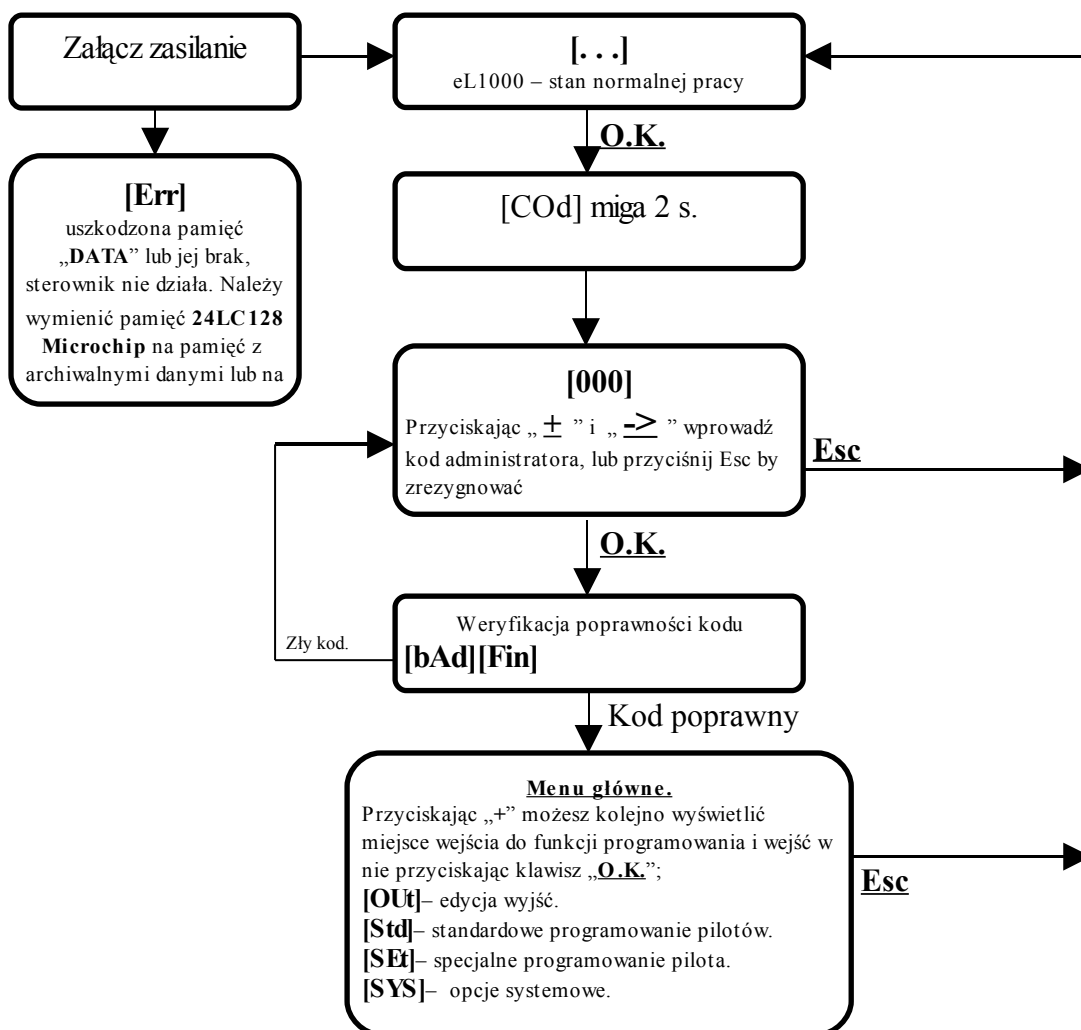 Załącz zasilanie
[. . .]
eL1000 – stan normalnej pracy
O.K.
[Err]
uszkodzona pamięć
„DATA” lub jej brak,
sterownik nie działa. Należy
wymienić pamięć 24LC128
Microchip na pamięć z
archiwalnymi danymi lub na
[COd] miga 2 s.
[000]
Przyciskając „ + ” i „ -> ” wprowadź
kod administratora, lub przyciśnij Esc by
zrezygnować
Esc
O.K.
Weryfikacja poprawności kodu
[bAd][Fin]
Zły kod.
Kod poprawny
Menu główne.
Przyciskając „+” możesz kolejno wyświetlić
miejsce wejścia do funkcji programowania i wejść w
nie przyciskając klawisz „O.K.”;
[OUt]– edycja wyjść.
[Std]– standardowe programowanie pilotów.
[SEt]– specjalne programowanie pilota.
[SYS]– opcje systemowe.
Esc